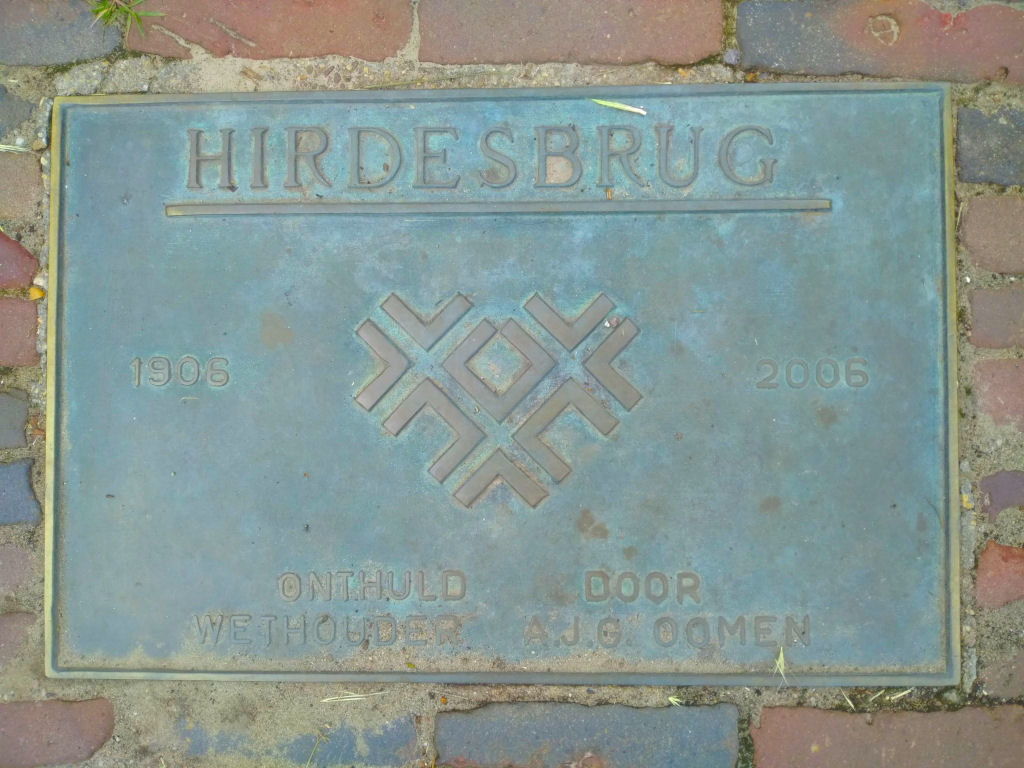 HIRDESBRUG
1906 2006
ONTHULD DOOR
WETHOUDER A.J.G. OOMEN